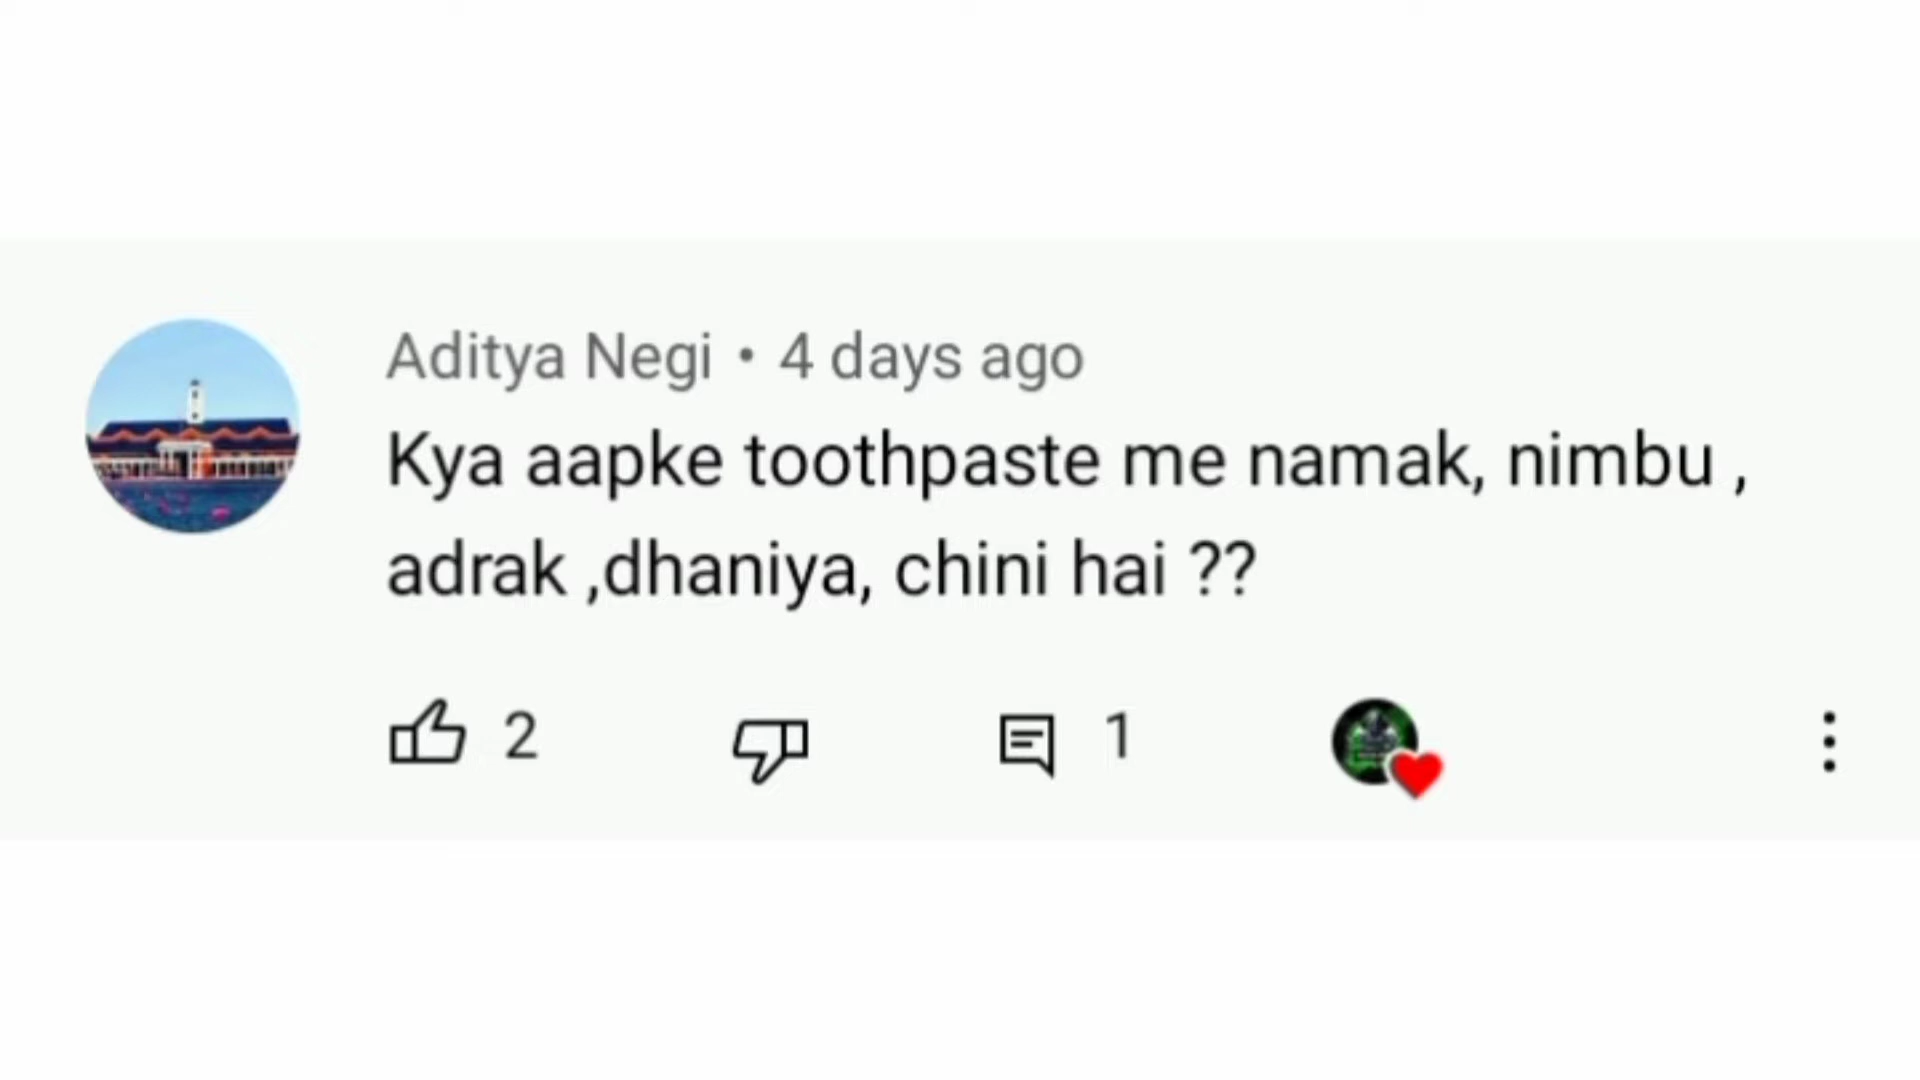 Aditya Negi • 4 days ago
Kya aapke toothpaste me namak, nimbu ,
adrak ,dhaniya, chini hai ??
2 1